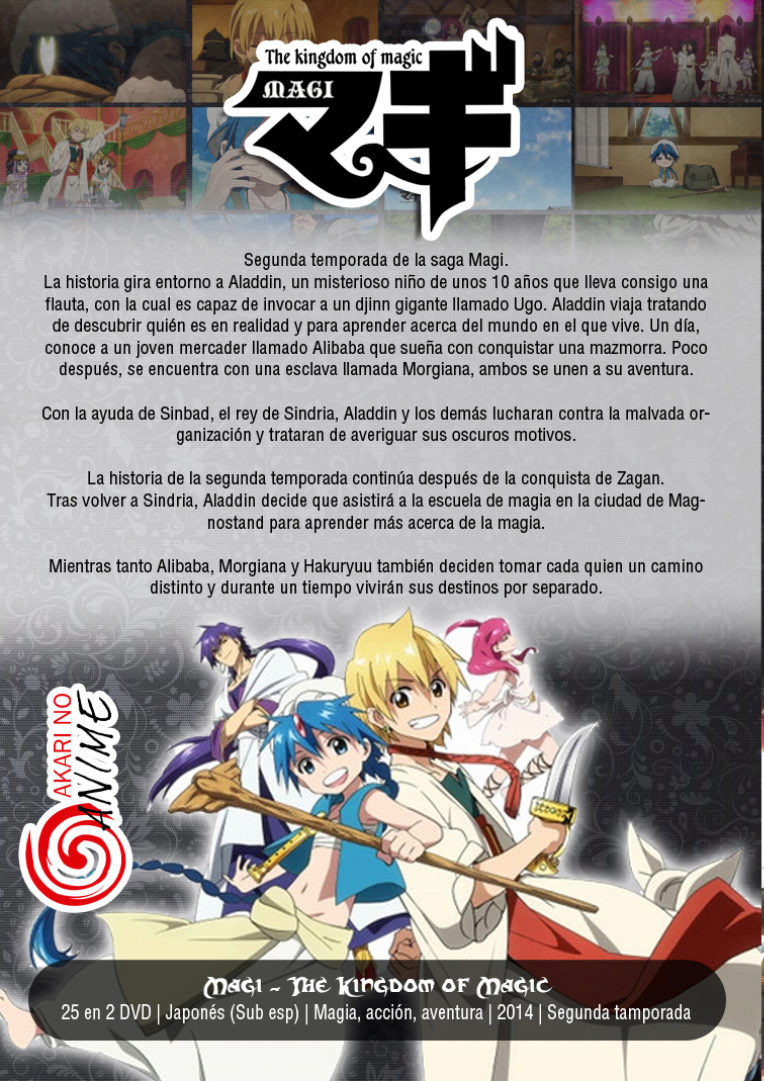 The kingdom of magic
MAGI
マギ
Segunda temporada de la saga Magi.
La historia gira entorno a Aladdin, un misterioso niño de unos 10 años que lleva consigo una
flauta, con la cual es capaz de invocar a un djinn gigante llamado Ugo. Aladdin viaja tratando
de descubrir quién es en realidad y para aprender acerca del mundo en el que vive. Un día,
conoce a un joven mercader llamado Alibaba que sueña con conquistar una mazmorra. Poco
después, se encuentra con una esclava llamada Morgiana, ambos se unen a su aventura.
Con la ayuda de Sinbad, el rey de Sindria, Aladdin y los demás lucharan contra la malvada or-
ganización y trataran de averiguar sus oscuros motivos.
La historia de la segunda temporada continúa después de la conquista de Zagan.
Tras volver a Sindria, Aladdin decide que asistirá a la escuela de magia en la ciudad de Mag-
nostand para aprender más acerca de la magia.
Mientras tanto Alibaba, Morgiana y Hakuryuu también deciden tomar cada quien un camino
distinto y durante un tiempo vivirán sus destinos por separado.
AKARI NO
ANIME
Magi - The Kingdom of Magic
25 en 2 DVD | Japonés (Sub esp) | Magia, acción, aventura | 2014 | Segunda temporada